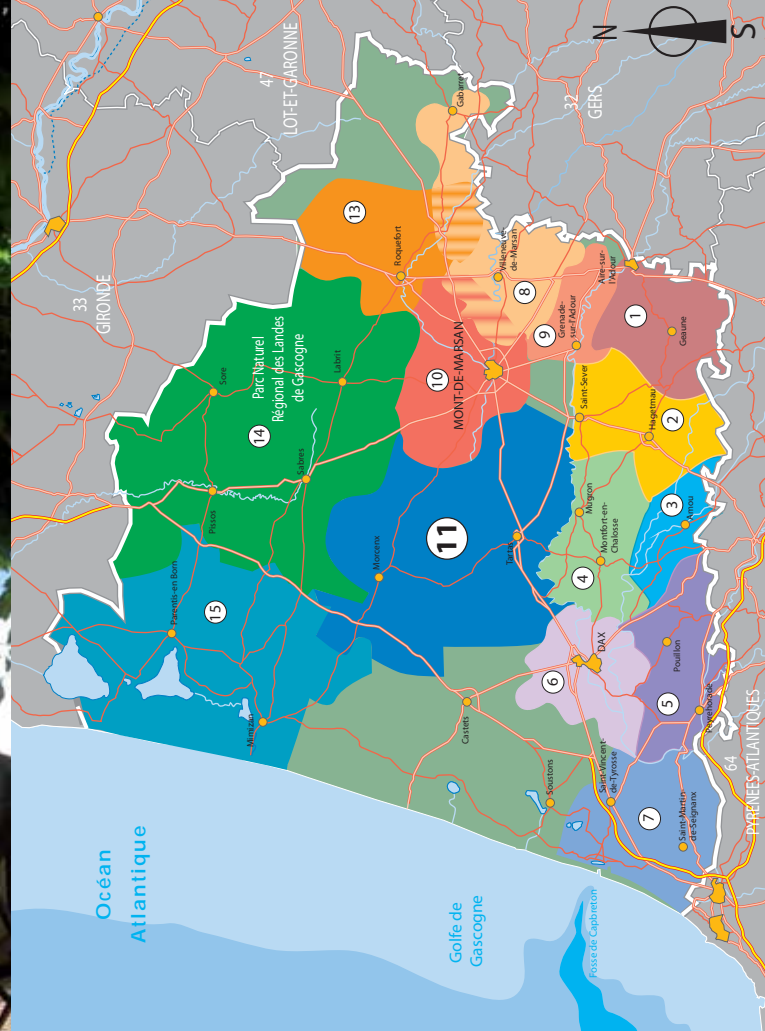 N
S
47
LOT-ET-GARONNE
32
GERS
33
GIRONDE
64
PYRENEES-ATLANTIQUES
Océan
Atlantique
Golfe de
Gascogne
Fosse de Capbreton
Parc Naturel
Régional des Landes
de Gascogne
Gabarret
13
Roquefort
Villeneuve
de-Marsan
8
9
Grenade-
sur-l'Adour
Aire-sur-
l'Adour
1
Geaune
Sore
Labrit
10
MONT-DE-MARSAN
Saint-Sever
Hagetmau
2
14
Sabres
Pissos
11
Morcenx
Tartas
Mugron
Montfort-en-
Chalosse
4
3
Amou
Parentis-en Born
15
Mimizan
6
DAX
Pouillon
5
Peyrehorade
Castets
Soustons
Saint-Vincent-
de-Tyrosse
7
Saint-Martin
de-Seignanx